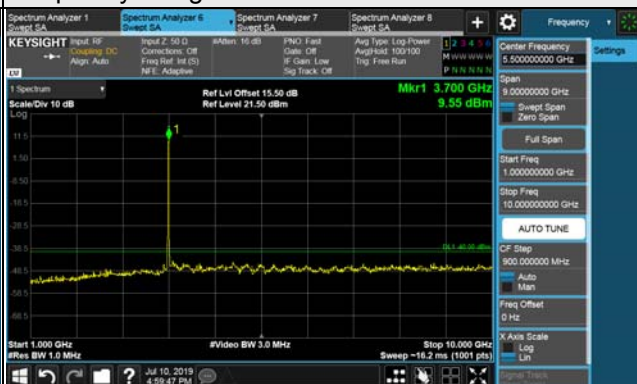 Spectrum Analyzer 1
Swept SA
Spectrum Analyzer 6
Swept SA
Spectrum Analyzer 7
Swept SA
Spectrum Analyzer 8
Swept SA
Frequency
KEYSIGHT
Input: RF
Coupling: DC
Align: Auto
Input Z: 50 Ω
Corrections: Off
Freq Ref: Int (S)
NFE: Adaptive
#Atten: 16 dB
PNO: Fast
Gate: Off
IF Gain: Low
Sig Track: Off
Avg Type: Log-Power
Avg|Hold: 100/100
Trig: Free Run
1 2 3 4 5 6
M W W W W W
P N N N N N
1 Spectrum
Scale/Div 10 dB
Log
Ref Lvl Offset 15.50 dB
Ref Level 21.50 dBm
Mkr1 3.700 GHz
9.55 dBm
1
11.5
1.50
-8.50
-18.5
-28.5
-38.5
DL1 -40.00 dBm
-48.5
-58.5
-68.5
Start 1.000 GHz
#Res BW 1.0 MHz
#Video BW 3.0 MHz
Stop 10.000 GHz
Sweep ~16.2 ms (1001 pts)
Jul 10, 2019
4:59:47 PM
Center Frequency
5.500000000 GHz
Settings
Span
9.00000000 GHz
Swept Span
Zero Span
Full Span
Start Freq
1.000000000 GHz
Stop Freq
10.000000000 GHz
AUTO TUNE
CF Step
900.000000 MHz
Auto
Man
Freq Offset
0 Hz
X Axis Scale
Log
Lin
Signal Track